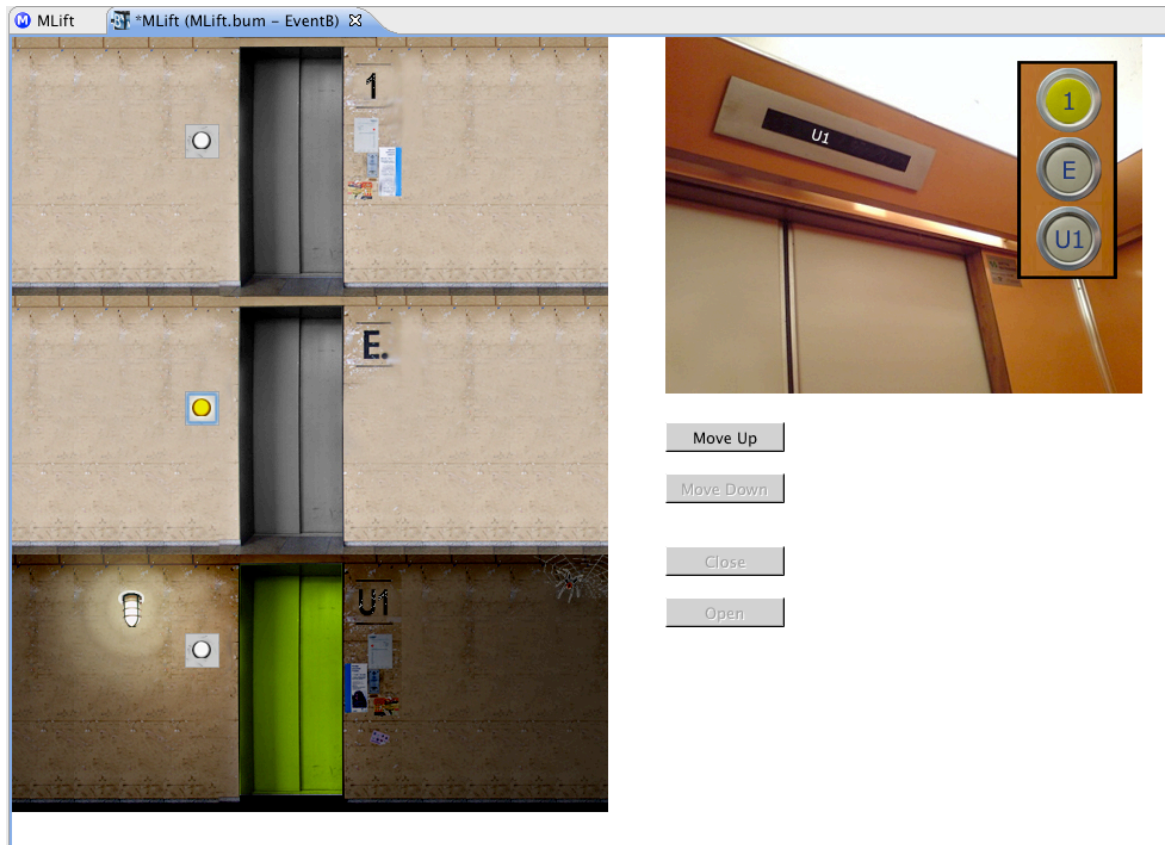 MLift
*MLift (MLift.bum – EventB)
1
E.
U1
U1
1
E
U1
Move Up
Move Down
Close
Open